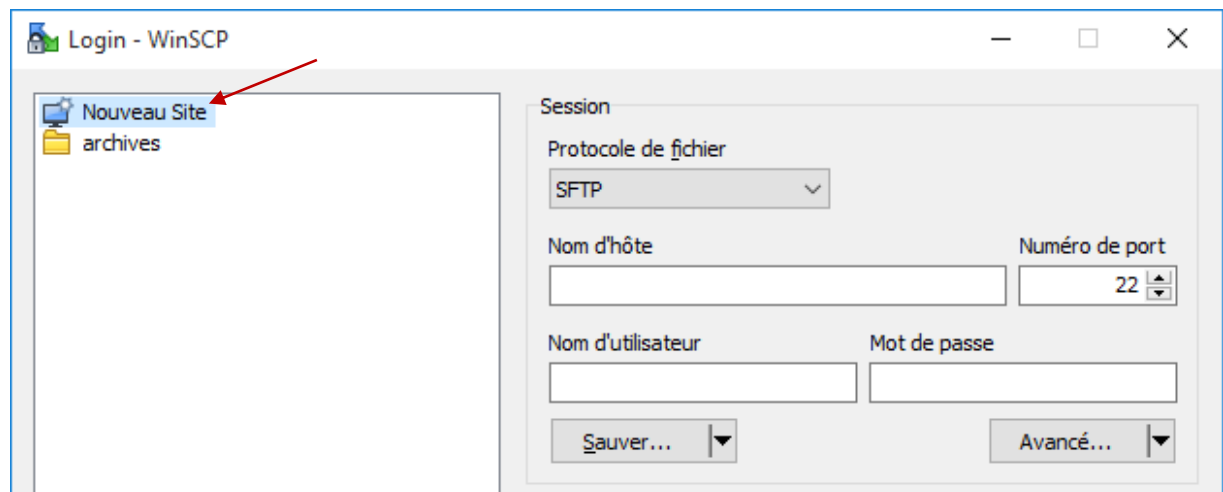 Login - WinSCP
Nouveau Site
archives
Session
Protocole de fichier
SFTP
Nom d'hôte Numéro de port
22
Nom d'utilisateur Mot de passe
Sauver... Avancé...